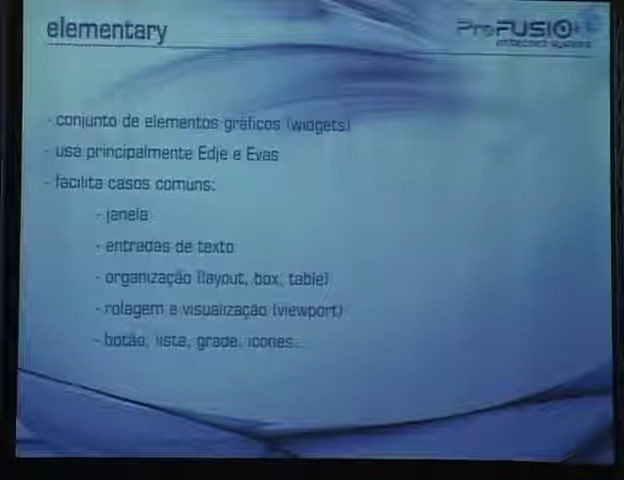 elementary
ProFUSION
embedded systems
- conjunto de elementos gráficos (widgets)
- usa principalmente Edje e Evas
- facilita casos comuns:
- janela
- entradas de texto
- organização (layout, box, table)
- rolagem e visualização (viewport)
- botão, lista, grade, ícones...